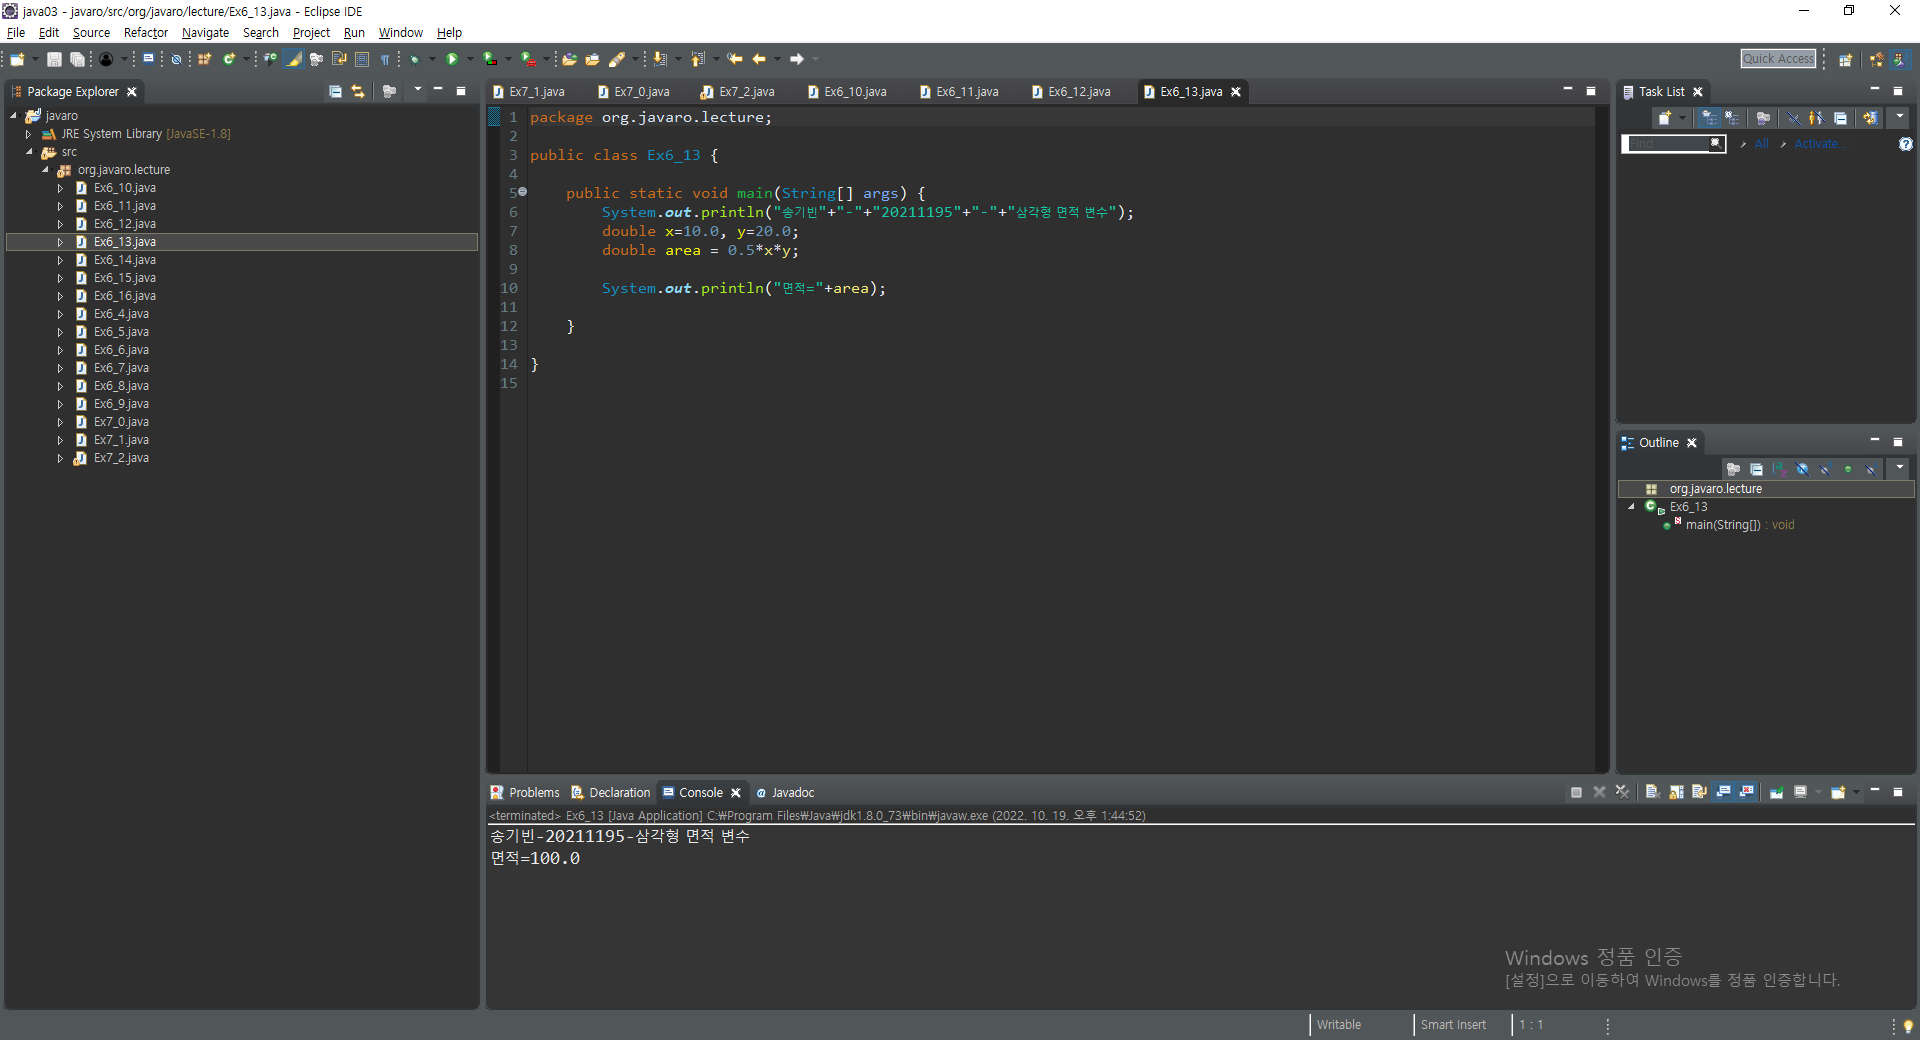 java03 - javaro/src/org/javaro/lecture/Ex6_13.java - Eclipse IDE
File Edit Source Refactor Navigate Search Project Run Window Help
Quick Access
Package Explorer
javaro
JRE System Library [JavaSE-1.8]
src
org.javaro.lecture
Ex6_10.java
Ex6_11.java
Ex6_12.java
Ex6_13.java
Ex6_14.java
Ex6_15.java
Ex6_16.java
Ex6_4.java
Ex6_5.java
Ex6_6.java
Ex6_7.java
Ex6_8.java
Ex6_9.java
Ex7_0.java
Ex7_1.java
Ex7_2.java
Ex7_1.java Ex7_0.java Ex7_2.java Ex6_10.java Ex6_11.java Ex6_12.java Ex6_13.java
1 package org.javaro.lecture;
2
3 public class Ex6_13 {
4
5 public static void main(String[] args) {
6 System.out.println("송기빈"+"-"+"20211195"+"-"+"삼각형 면적 변수");
7 double x=10.0, y=20.0;
8 double area = 0.5*x*y;
9
10 System.out.println("면적="+area);
11
12 }
13
14 }
15
Task List
Find All Activate...
Outline
org.javaro.lecture
Ex6_13
main(String[]) : void
Problems Declaration Console Javadoc
<terminated> Ex6_13 [Java Application] C:₩Program Files₩Java₩jdk1.8.0_73₩bin₩javaw.exe (2022. 10. 19. 오후 1:44:52)
송기빈-20211195-삼각형 면적 변수
면적=100.0
Windows 정품 인증
[설정]으로 이동하여 Windows를 정품 인증합니다.
Writable Smart Insert 1 : 1